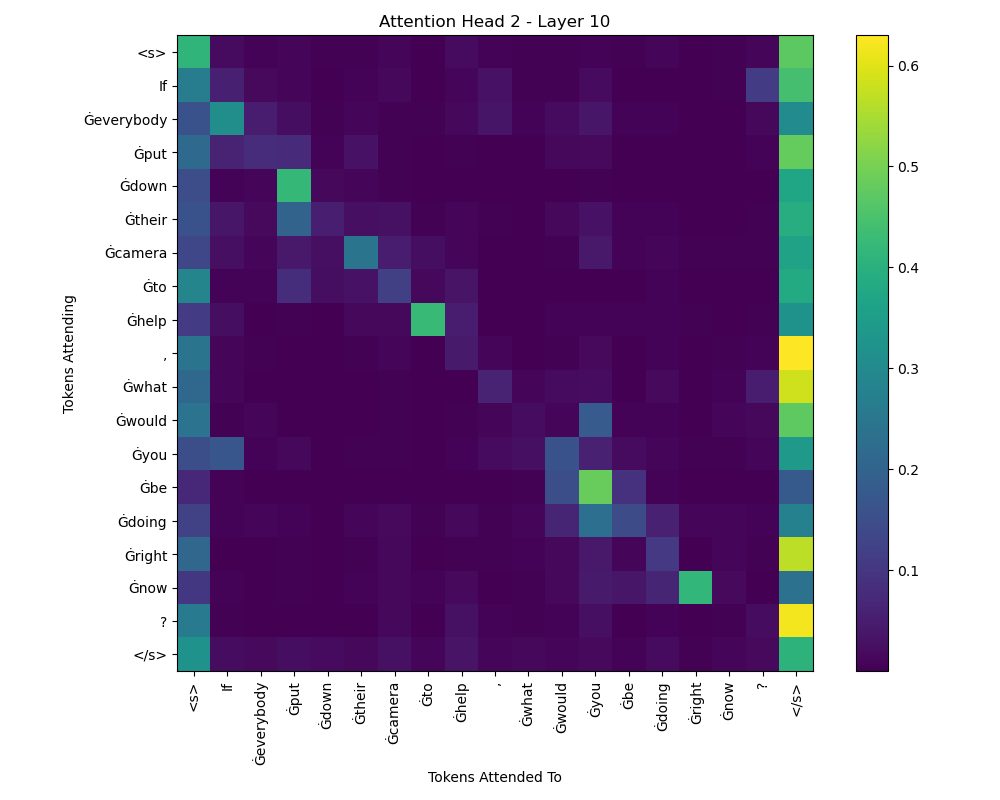 Attention Head 2 - Layer 10
Tokens Attending
<s>
If
Ġeverybody
Ġput
Ġdown
Ġtheir
Ġcamera
Ġto
Ġhelp
,
Ġwhat
Ġwould
Ġyou
Ġbe
Ġdoing
Ġright
Ġnow
?
</s>
<s>
If
Ġeverybody
Ġput
Ġdown
Ġtheir
Ġcamera
Ġto
Ġhelp
,
Ġwhat
Ġwould
Ġyou
Ġbe
Ġdoing
Ġright
Ġnow
?
</s>
Tokens Attended To
0.6
0.5
0.4
0.3
0.2
0.1